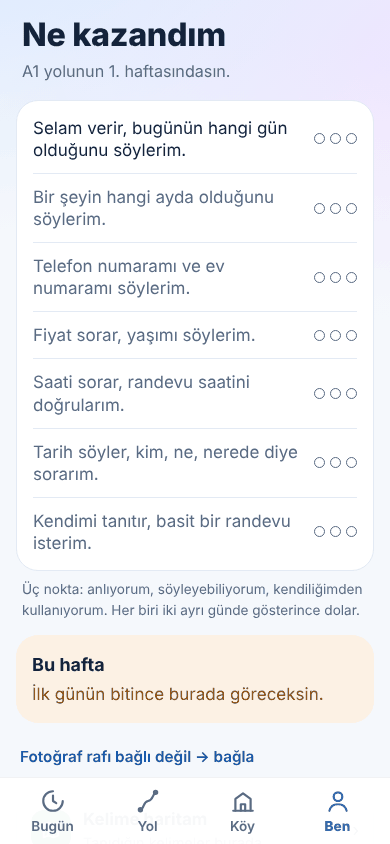 Ne kazandım
A1 yolunun 1. haftasındasın.
Selam verir, bugünün hangi gün
olduğunu söylerim.
Bir şeyin hangi ayda olduğunu
söylerim.
Telefon numaramı ve ev
numaramı söylerim.
Fiyat sorar, yaşımı söylerim.
Saati sorar, randevu saatini
doğrularım.
Tarih söyler, kim, ne, nerede diye
sorarım.
Kendimi tanıtır, basit bir randevu
isterim.
Üç nokta: anlıyorum, söyleyebiliyorum, kendiliğimden
kullanıyorum. Her biri iki ayrı günde gösterince dolar.
Bu hafta
İlk günün bitince burada göreceksin.
Fotoğraf rafı bağlı değil → bağla
Kelime haritam
Bugün Yol Köy Ben